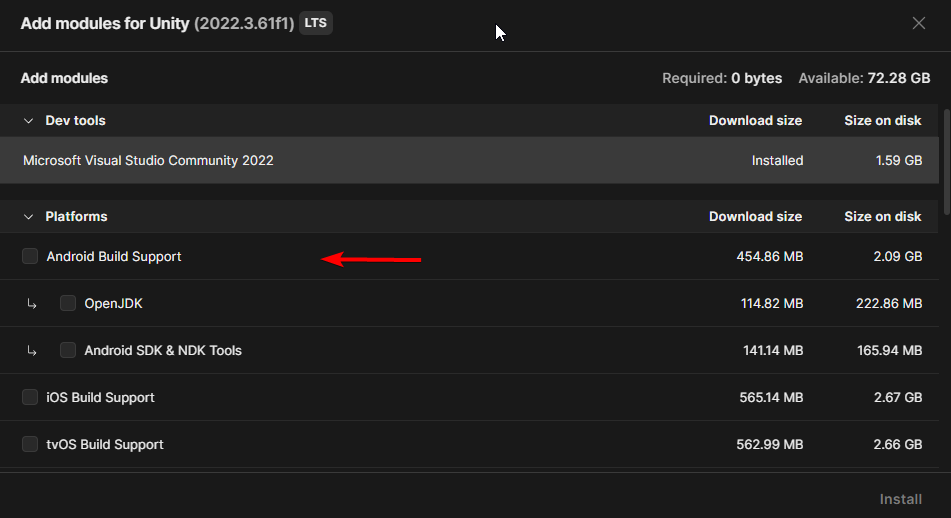 Add modules for Unity (2022.3.61f1) LTS
Add modules Required: 0 bytes Available: 72.28 GB
Dev tools Download size Size on disk
Microsoft Visual Studio Community 2022 Installed 1.59 GB
Platforms Download size Size on disk
Android Build Support 454.86 MB 2.09 GB
OpenJDK 114.82 MB 222.86 MB
Android SDK & NDK Tools 141.14 MB 165.94 MB
iOS Build Support 565.14 MB 2.67 GB
tvOS Build Support 562.99 MB 2.66 GB
Install